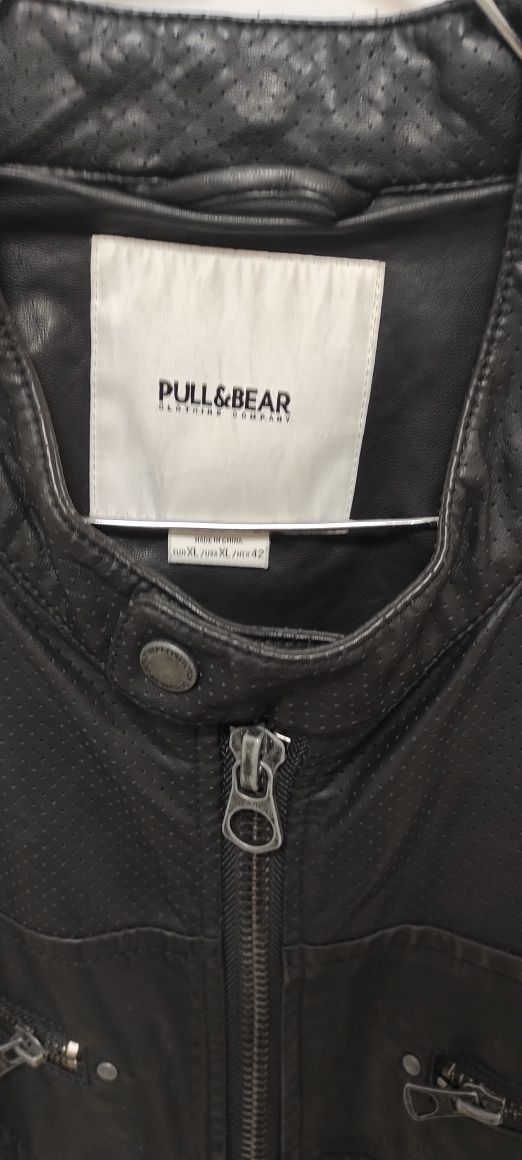 PULL&BEAR
CLOTHING COMPANY
MADE IN CHINA
EUR XL / USA XL / MEX 42